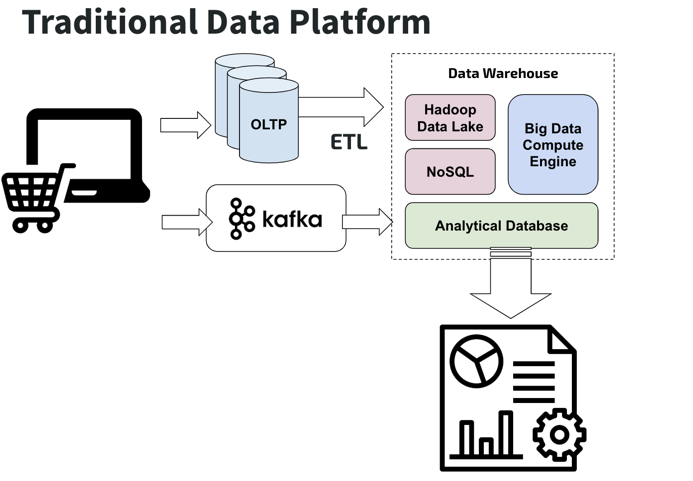 Traditional Data Platform
OLTP
ETL
kafka
Data Warehouse
Hadoop
Data Lake
NoSQL
Big Data
Compute
Engine
Analytical Database